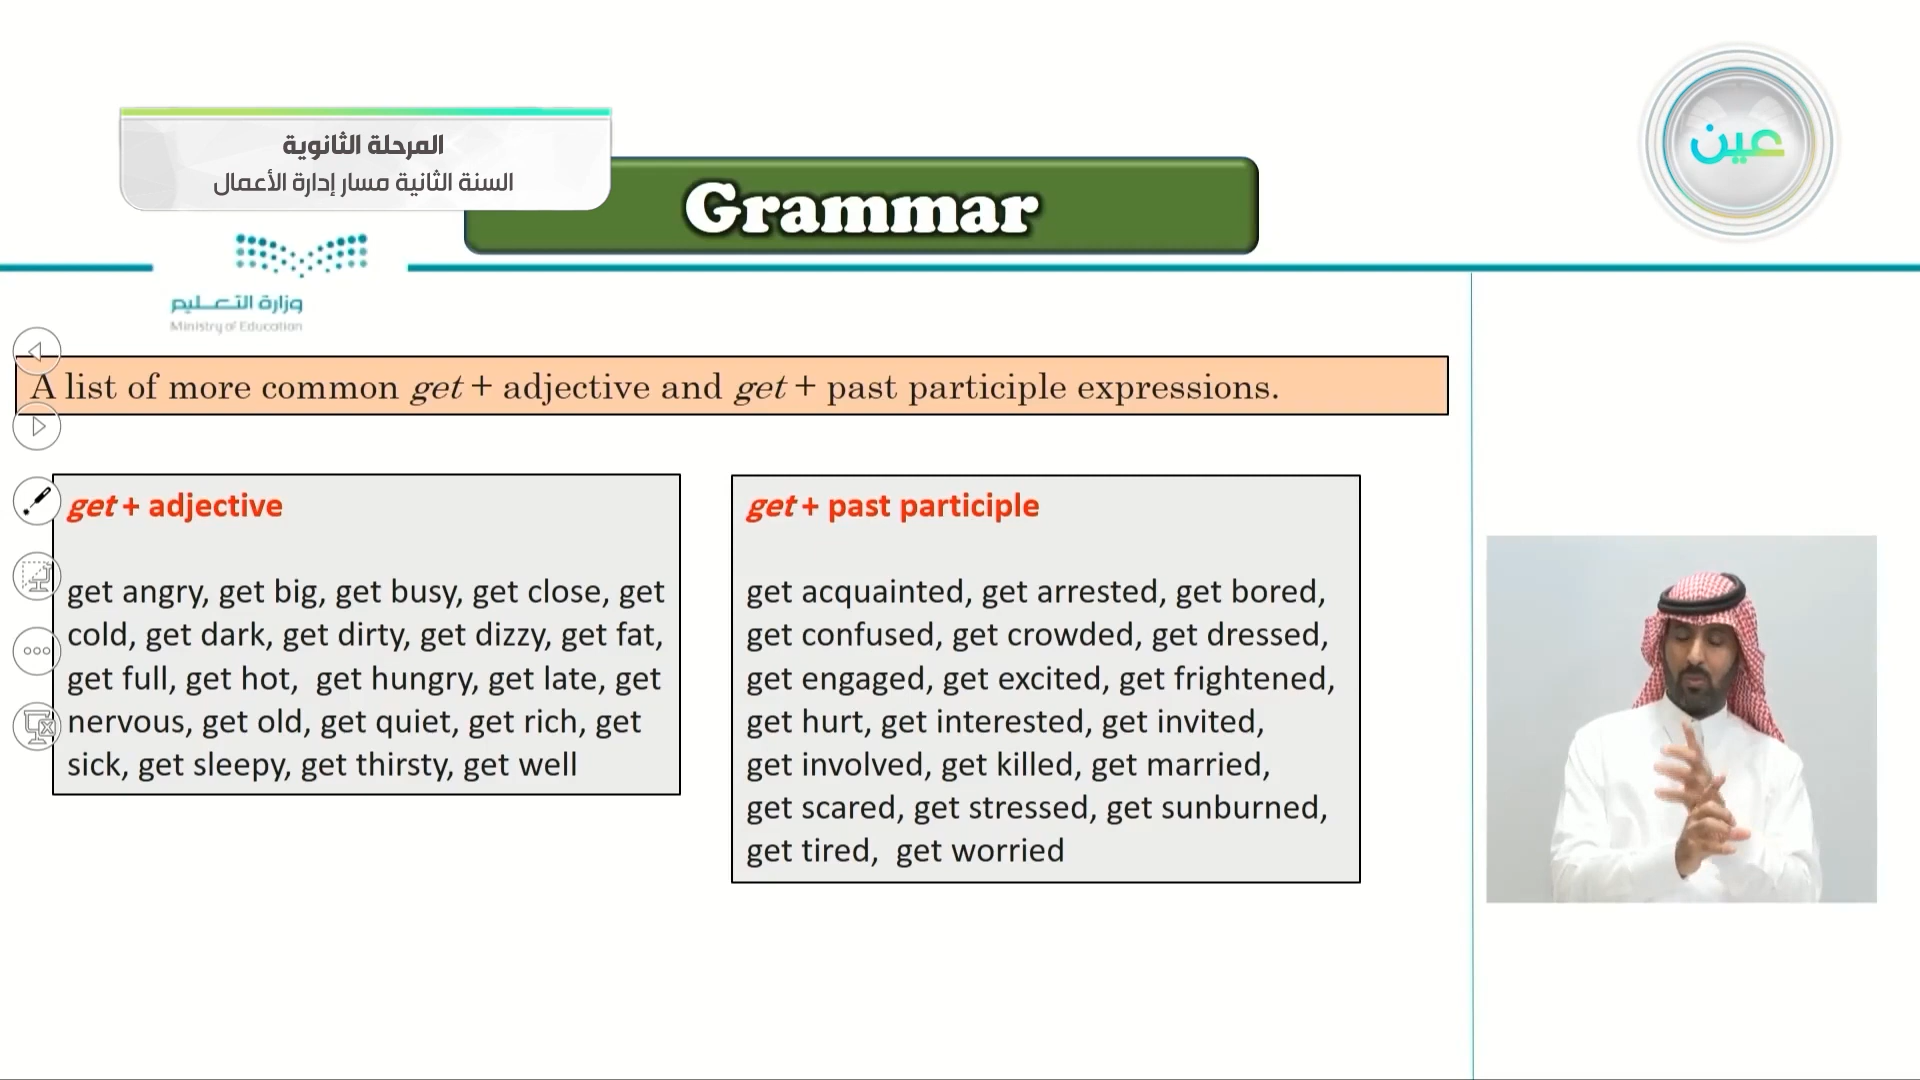 المرحلة الثانوية
السنة الثانية مسار إدارة الأعمال
Grammar
عين
وزارة التعليم
Ministry of Education
A list of more common get + adjective and get + past participle expressions.
get + adjective
get angry, get big, get busy, get close, get
cold, get dark, get dirty, get dizzy, get fat,
get full, get hot, get hungry, get late, get
nervous, get old, get quiet, get rich, get
sick, get sleepy, get thirsty, get well
get + past participle
get acquainted, get arrested, get bored,
get confused, get crowded, get dressed,
get engaged, get excited, get frightened,
get hurt, get interested, get invited,
get involved, get killed, get married,
get scared, get stressed, get sunburned,
get tired, get worried